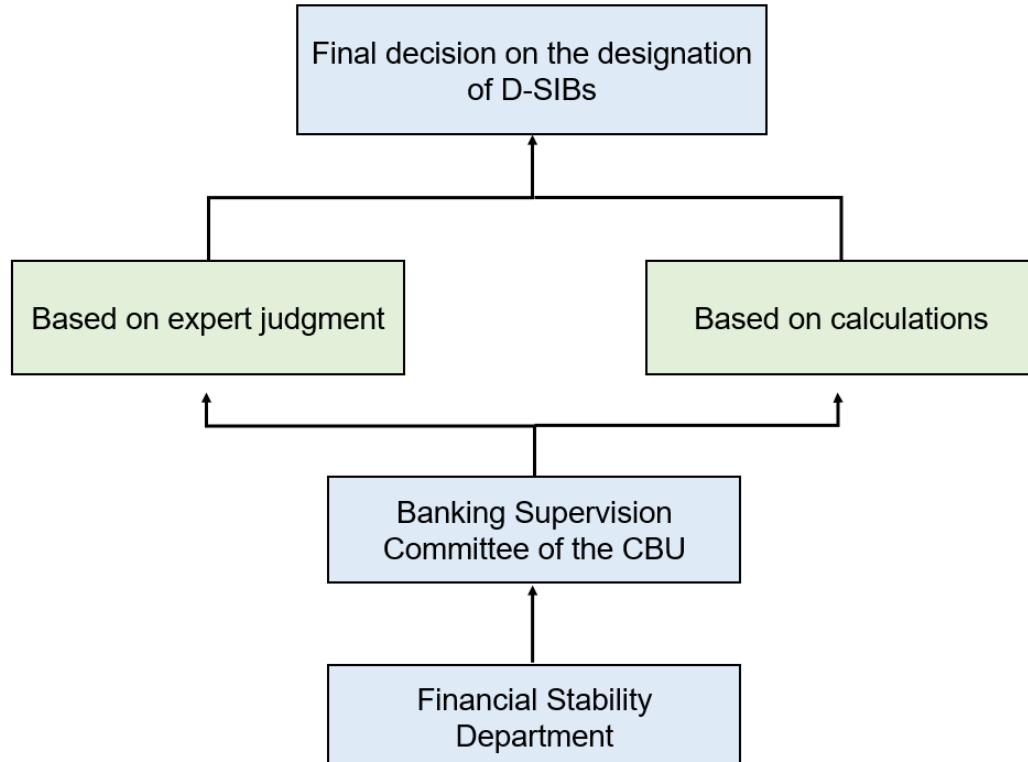 Final decision on the designation
of D-SIBs
Based on expert judgment
Based on calculations
Banking Supervision
Committee of the CBU
Financial Stability
Department